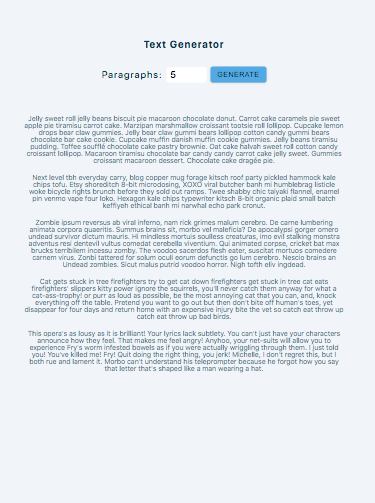 Text Generator
Paragraphs: 5 GENERATE
Jelly sweet roll jelly beans biscuit pie macaroon chocolate donut. Carrot cake caramels pie sweet
apple pie tiramisu carrot cake. Marzipan marshmallow croissant tootsie roll lollipop. Cupcake lemon
drops bear claw gummies. Jelly bear claw gummi bears lollipop cotton candy gummi bears
chocolate bar cake cookie. Cupcake muffin danish muffin cookie gummies. Jelly beans tiramisu
pudding. Toffee soufflé chocolate cake pastry brownie. Oat cake halvah sweet roll cotton candy
croissant lollipop. Macaroon tiramisu chocolate bar candy candy carrot cake jelly sweet. Gummies
croissant macaroon dessert. Chocolate cake dragée pie.
Next level tbh everyday carry, blog copper mug forage kitsch roof party pickled hammock kale
chips tofu. Etsy shoreditch 8-bit microdosing, XOXO viral butcher banh mi humblebrag listicle
woke bicycle rights brunch before they sold out ramps. Twee shabby chic taiyaki flannel, enamel
pin venmo vape four loko. Hexagon kale chips typewriter kitsch 8-bit organic plaid small batch
keffiyeh ethical banh mi narwhal echo park cronut.
Zombie ipsum reversus ab viral inferno, nam rick grimes malum cerebro. De carne lumbering
animata corpora quaeritis. Summus brains sit, morbo vel maleficia? De apocalypsi gorger omero
undead survivor dictum mauris. Hi mindless mortuis soulless creaturas, imo evil stalking monstra
adventus resi dentevil vultus comedat cerebella viventium. Qui animated corpse, cricket bat max
brucks terribilem incessu zomby. The voodoo sacerdos flesh eater, suscitat mortuos comedere
carnem virus. Zonbi tattered for solum oculi eorum defunctis go lum cerebro. Nescio brains an
Undead zombies. Sicut malus putrid voodoo horror. Nigh tofth eliv ingdead.
Cat gets stuck in tree firefighters try to get cat down firefighters get stuck in tree cat eats
firefighters' slippers kitty power ignore the squirrels, you'll never catch them anyway for what a
cat-ass-trophy! or purr as loud as possible, be the most annoying cat that you can, and, knock
everything off the table. Pretend you want to go out but then don't bite off human's toes, yet
disappear for four days and return home with an expensive injury bite the vet so catch eat throw up
catch eat throw up bad birds.
This opera's as lousy as it is brilliant! Your lyrics lack subtlety. You can't just have your characters
announce how they feel. That makes me feel angry! Anyhoo, your net-suits will allow you to
experience Fry's worm infested bowels as if you were actually wriggling through them. I just told
you! You've killed me! Fry! Quit doing the right thing, you jerk! Michelle, I don't regret this, but I
both rue and lament it. Morbo can't understand his teleprompter because he forgot how you say
that letter that's shaped like a man wearing a hat.